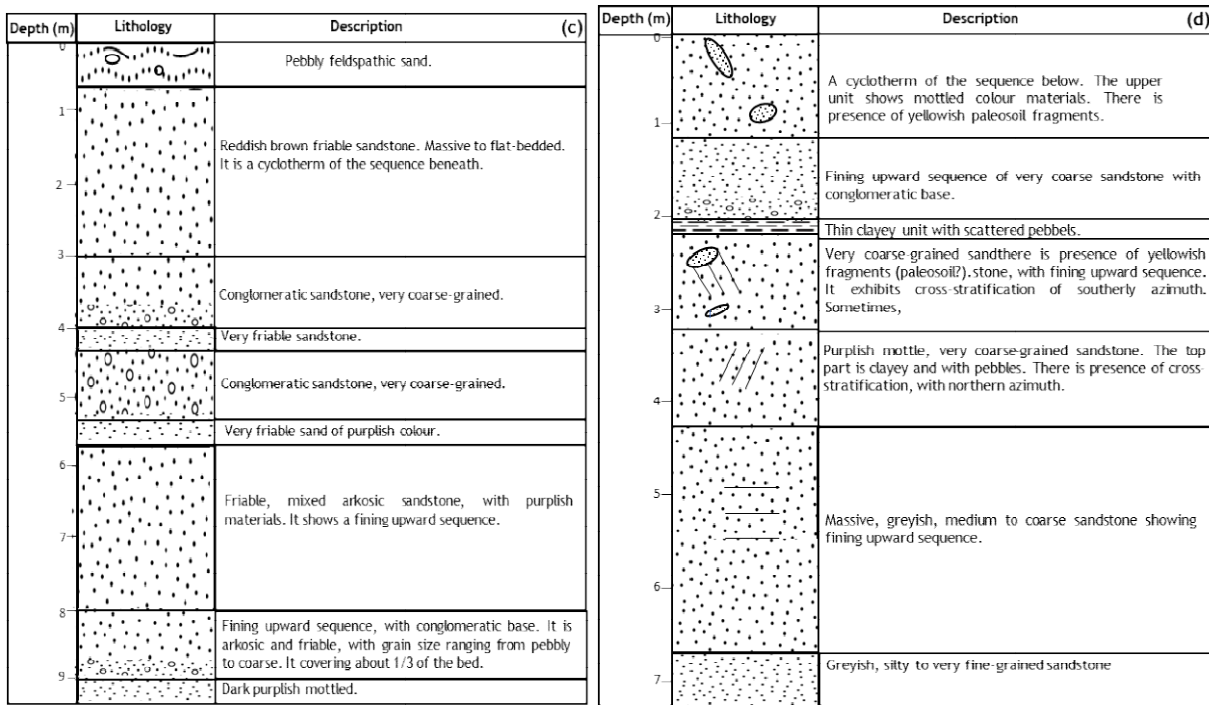 Depth (m) Lithology Description (c)
0
Pebbly feldspathic sand.
1
Reddish brown friable sandstone. Massive to flat-bedded.
It is a cyclotherm of the sequence beneath.
2
3
Conglomeratic sandstone, very coarse-grained.
4
Very friable sandstone.
Conglomeratic sandstone, very coarse-grained.
5
Very friable sand of purplish colour.
6
Friable, mixed arkosic sandstone, with purplish
materials. It shows a fining upward sequence.
7
8
Fining upward sequence, with conglomeratic base. It is
arkosic and friable, with grain size ranging from pebbly
to coarse. It covering about 1/3 of the bed.
9
Dark purplish mottled.
Depth (m) Lithology Description (d)
0
A cyclotherm of the sequence below. The upper
unit shows mottled colour materials. There is
presence of yellowish paleosoil fragments.
1
Fining upward sequence of very coarse sandstone with
conglomeratic base.
2
Thin clayey unit with scattered pebbels.
Very coarse-grained sandthere is presence of yellowish
fragments (paleosoil?).stone, with fining upward sequence.
It exhibits cross-stratification of southerly azimuth.
Sometimes,
3
Purplish mottle, very coarse-grained sandstone. The top
part is clayey and with pebbles. There is presence of cross-
stratification, with northern azimuth.
4
5
Massive, greyish, medium to coarse sandstone showing
fining upward sequence.
6
Greyish, silty to very fine-grained sandstone
7